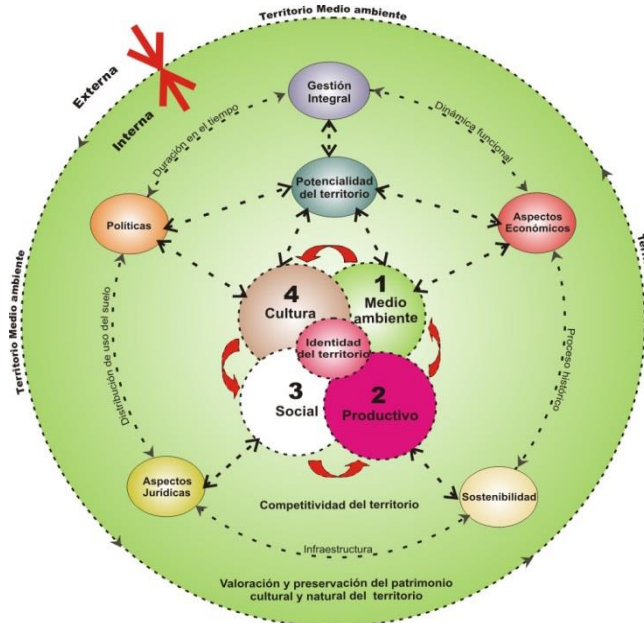 Territorio Medio ambiente
Externa
Interna
Gestión
Integral
Duración en el tiempo
Dinámica funcional
Potencialidad
del territorio
Políticas
Aspectos
Económicos
Territorio Medio ambiente
4
Cultura
1
Medio
ambiente
Identidad
del territorio
3
Social
2
Productivo
Distribución de uso del suelo
Proceso histórico
Aspectos
Jurídicas
Sostenibilidad
Competitividad del territorio
Infraestructura
Valoración y preservación del patrimonio
cultural y natural del territorio